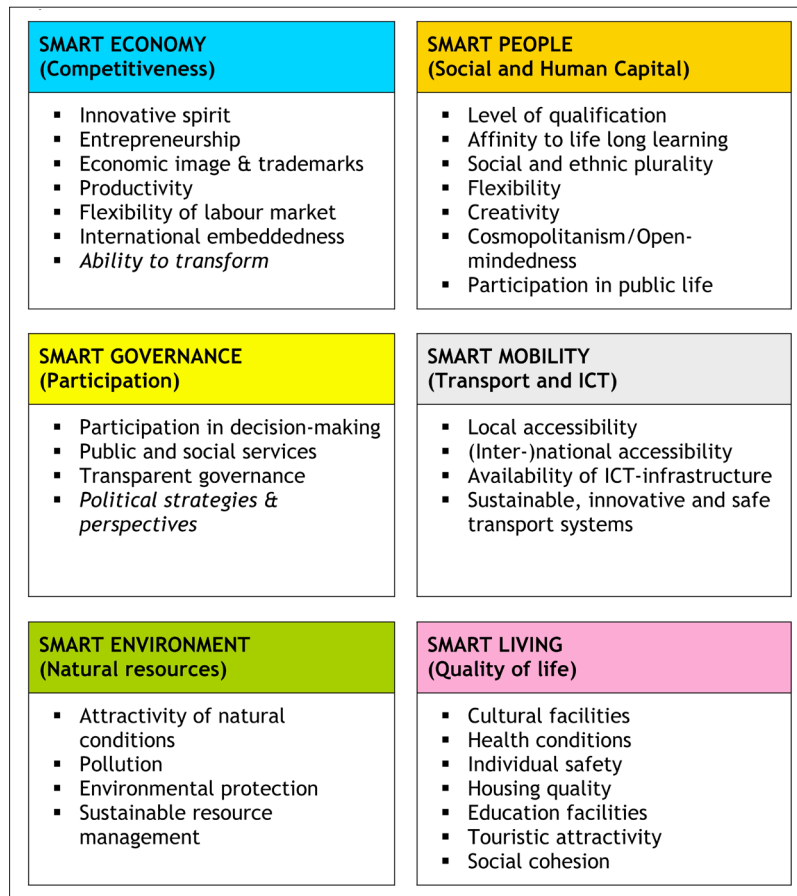 SMART ECONOMY
(Competitiveness)
▪ Innovative spirit
▪ Entrepreneurship
▪ Economic image & trademarks
▪ Productivity
▪ Flexibility of labour market
▪ International embeddedness
▪ Ability to transform
SMART PEOPLE
(Social and Human Capital)
▪ Level of qualification
▪ Affinity to life long learning
▪ Social and ethnic plurality
▪ Flexibility
▪ Creativity
▪ Cosmopolitanism/Open-
mindedness
▪ Participation in public life
SMART GOVERNANCE
(Participation)
▪ Participation in decision-making
▪ Public and social services
▪ Transparent governance
▪ Political strategies &
perspectives
SMART MOBILITY
(Transport and ICT)
▪ Local accessibility
▪ (Inter-)national accessibility
▪ Availability of ICT-infrastructure
▪ Sustainable, innovative and safe
transport systems
SMART ENVIRONMENT
(Natural resources)
▪ Attractivity of natural
conditions
▪ Pollution
▪ Environmental protection
▪ Sustainable resource
management
SMART LIVING
(Quality of life)
▪ Cultural facilities
▪ Health conditions
▪ Individual safety
▪ Housing quality
▪ Education facilities
▪ Touristic attractivity
▪ Social cohesion